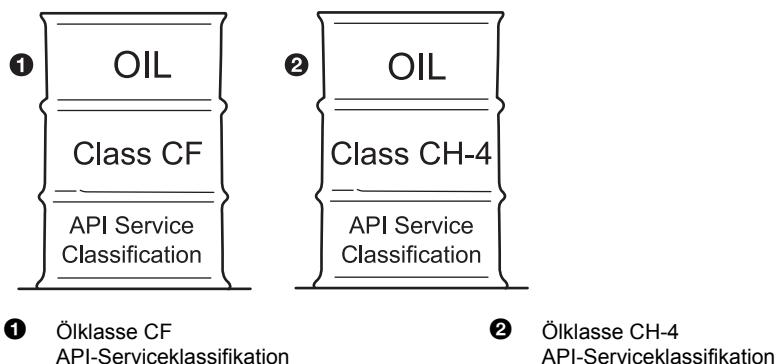 ❶ OIL
Class CF
API Service
Classification
❷ OIL
Class CH-4
API Service
Classification
❶ Ölklasse CF
API-Serviceklassifikation
❷ Ölklasse CH-4
API-Serviceklassifikation